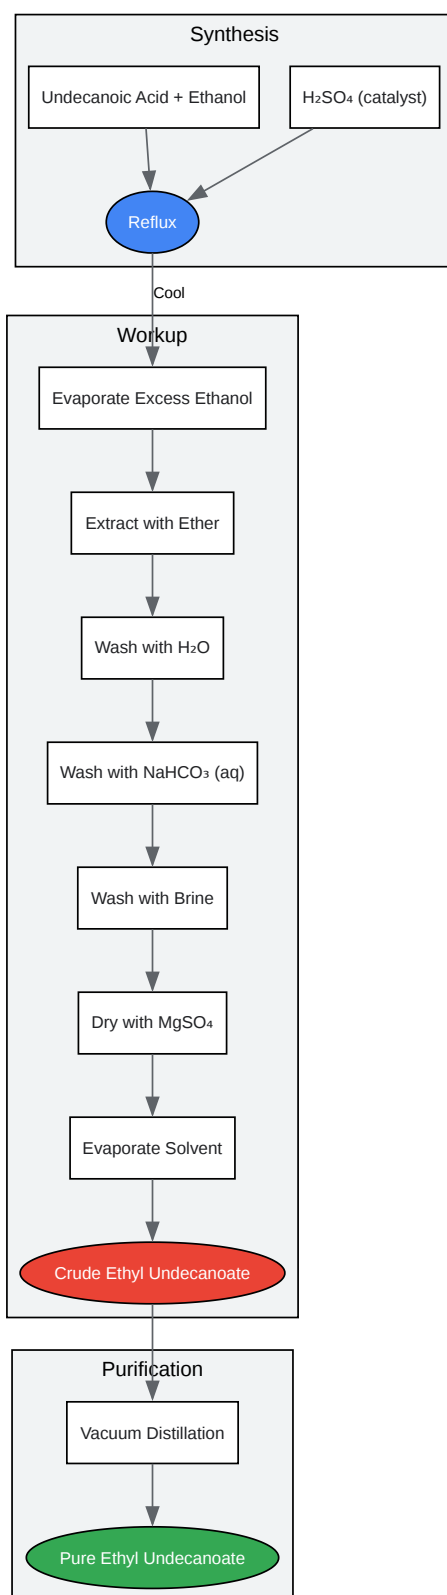 Synthesis
Undecanoic Acid + Ethanol
H₂SO₄ (catalyst)
Reflux
Cool
Workup
Evaporate Excess Ethanol
Extract with Ether
Wash with H₂O
Wash with NaHCO₃ (aq)
Wash with Brine
Dry with MgSO₄
Evaporate Solvent
Crude Ethyl Undecanoate
Purification
Vacuum Distillation
Pure Ethyl Undecanoate